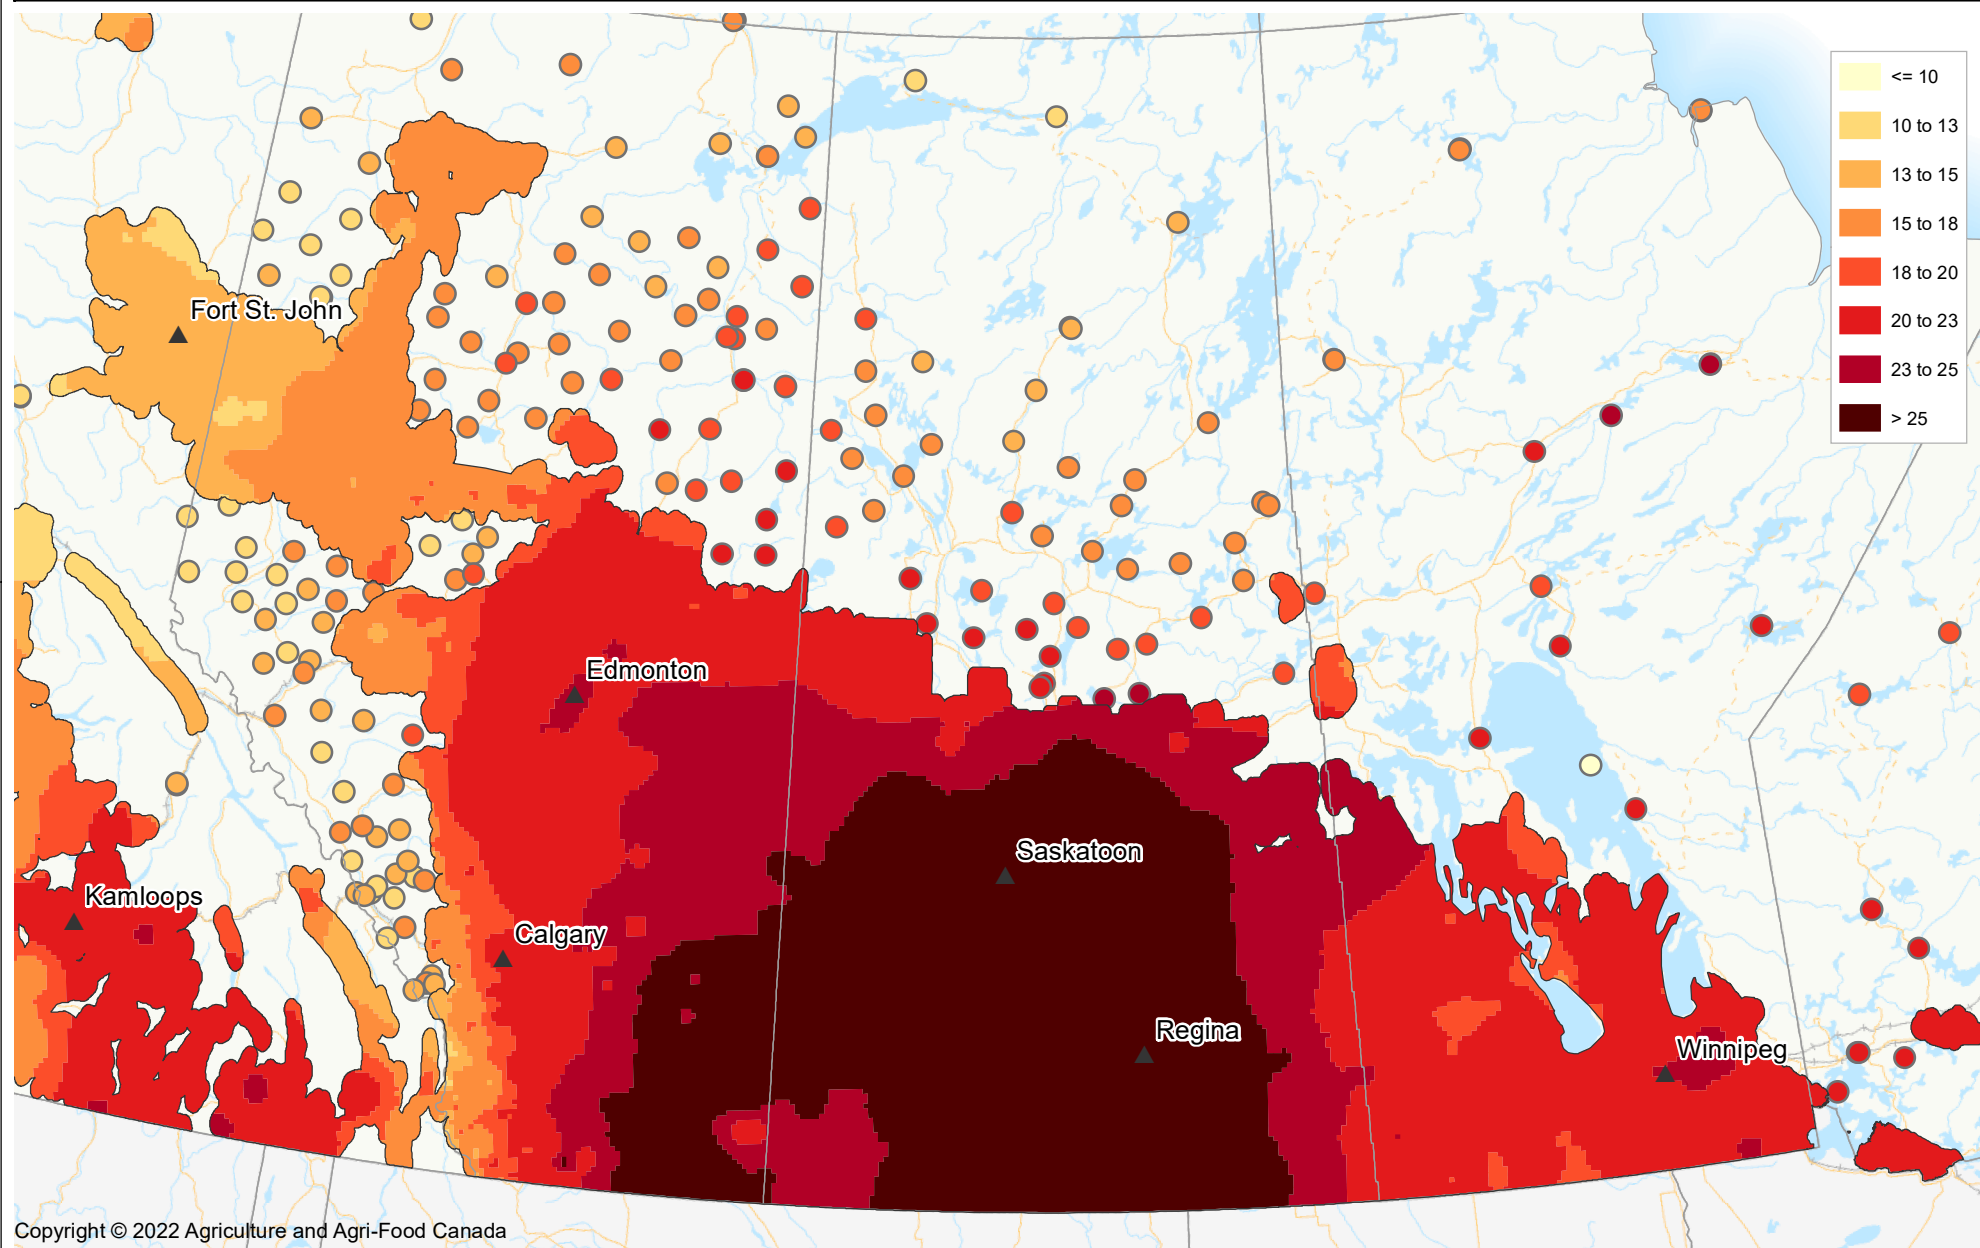 <= 10
10 to 13
13 to 15
15 to 18
18 to 20
20 to 23
23 to 25
> 25
Fort St. John
Edmonton
Saskatoon
Kamloops
Calgary
Regina
Winnipeg
Copyright © 2022 Agriculture and Agri-Food Canada